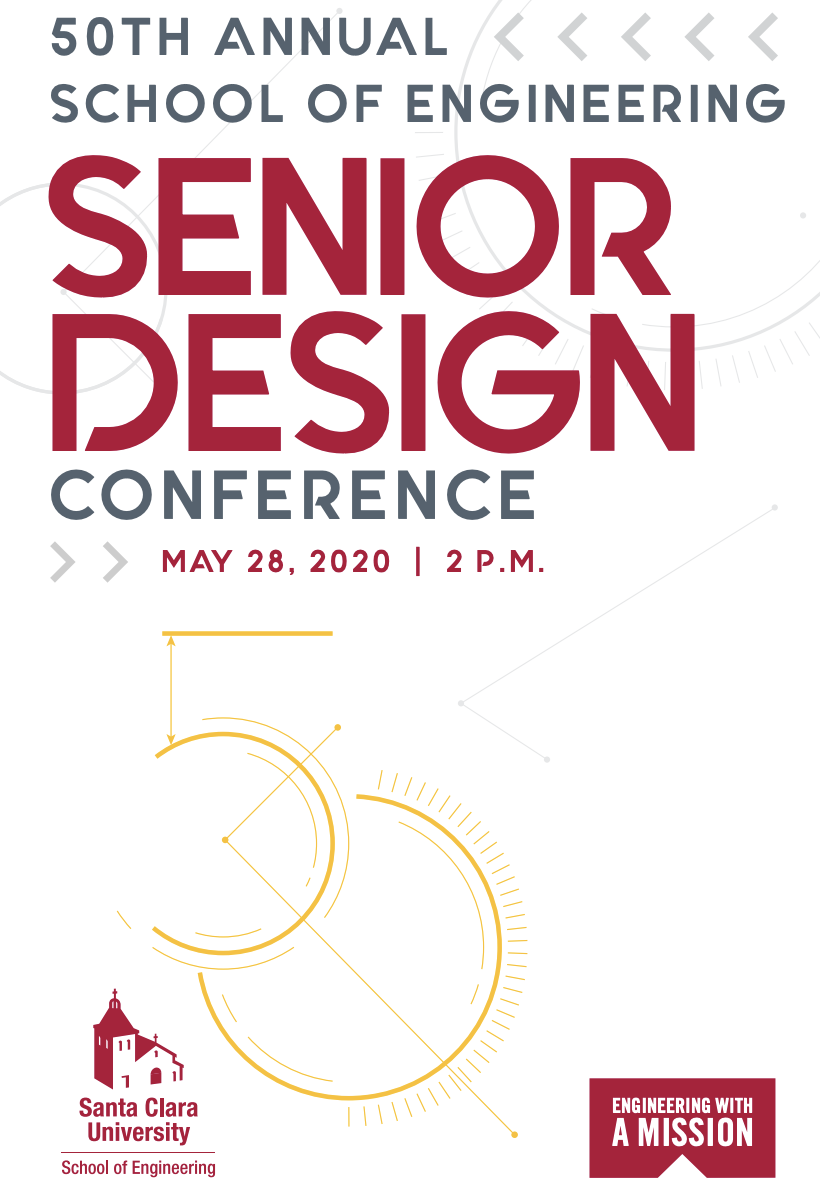 50TH ANNUAL
SCHOOL OF ENGINEERING
SENIOR
DESIGN
CONFERENCE
MAY 28, 2020 | 2 P.M.
Santa Clara
University
School of Engineering
ENGINEERING WITH
A MISSION